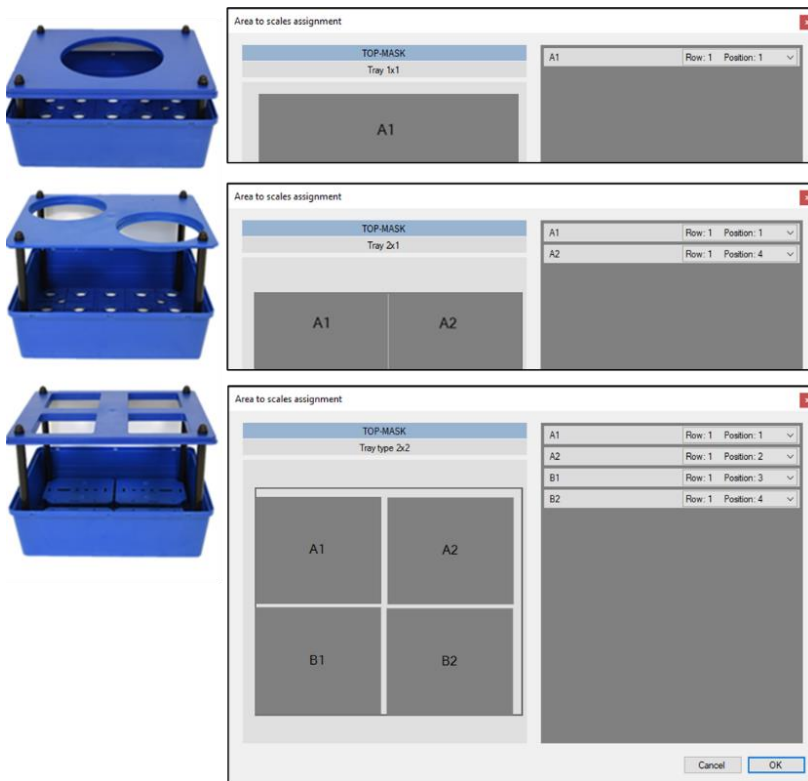 Area to scales assignment
x
TOP-MASK
Tray 1x1
A1
A1 Row: 1 Position: 1
Area to scales assignment
x
TOP-MASK
Tray 2x1
A1 A2
A1 Row: 1 Position: 1
A2 Row: 1 Position: 4
Area to scales assignment
x
TOP-MASK
Tray type 2x2
A1 A2
B1 B2
A1 Row: 1 Position: 1
A2 Row: 1 Position: 2
B1 Row: 1 Position: 3
B2 Row: 1 Position: 4
Cancel OK